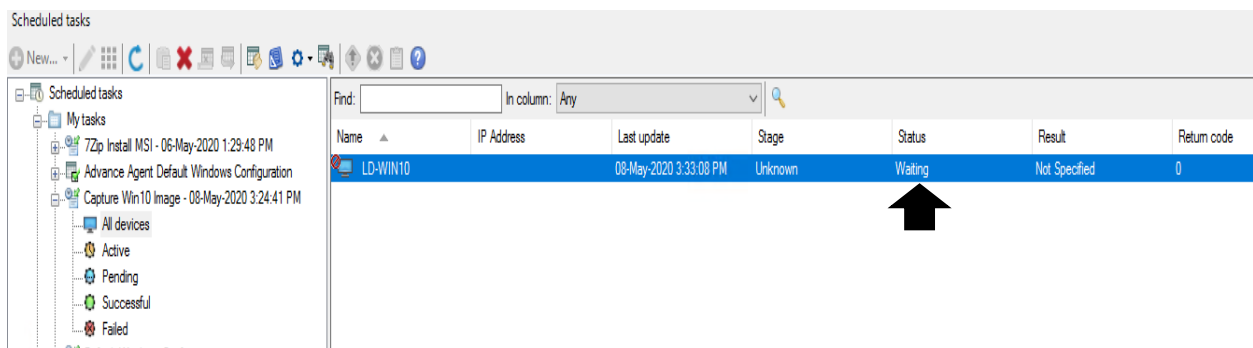 Scheduled tasks
New...
Scheduled tasks
My tasks
7Zip Install MSI - 06-May-2020 1:29:48 PM
Advance Agent Default Windows Configuration
Capture Win10 Image - 08-May-2020 3:24:41 PM
All devices
Active
Pending
Successful
Failed
Find: In column: Any
Name IP Address Last update Stage Status Result Return code
LD-WIN10 08-May-2020 3:33:08 PM Unknown Waiting Not Specified 0